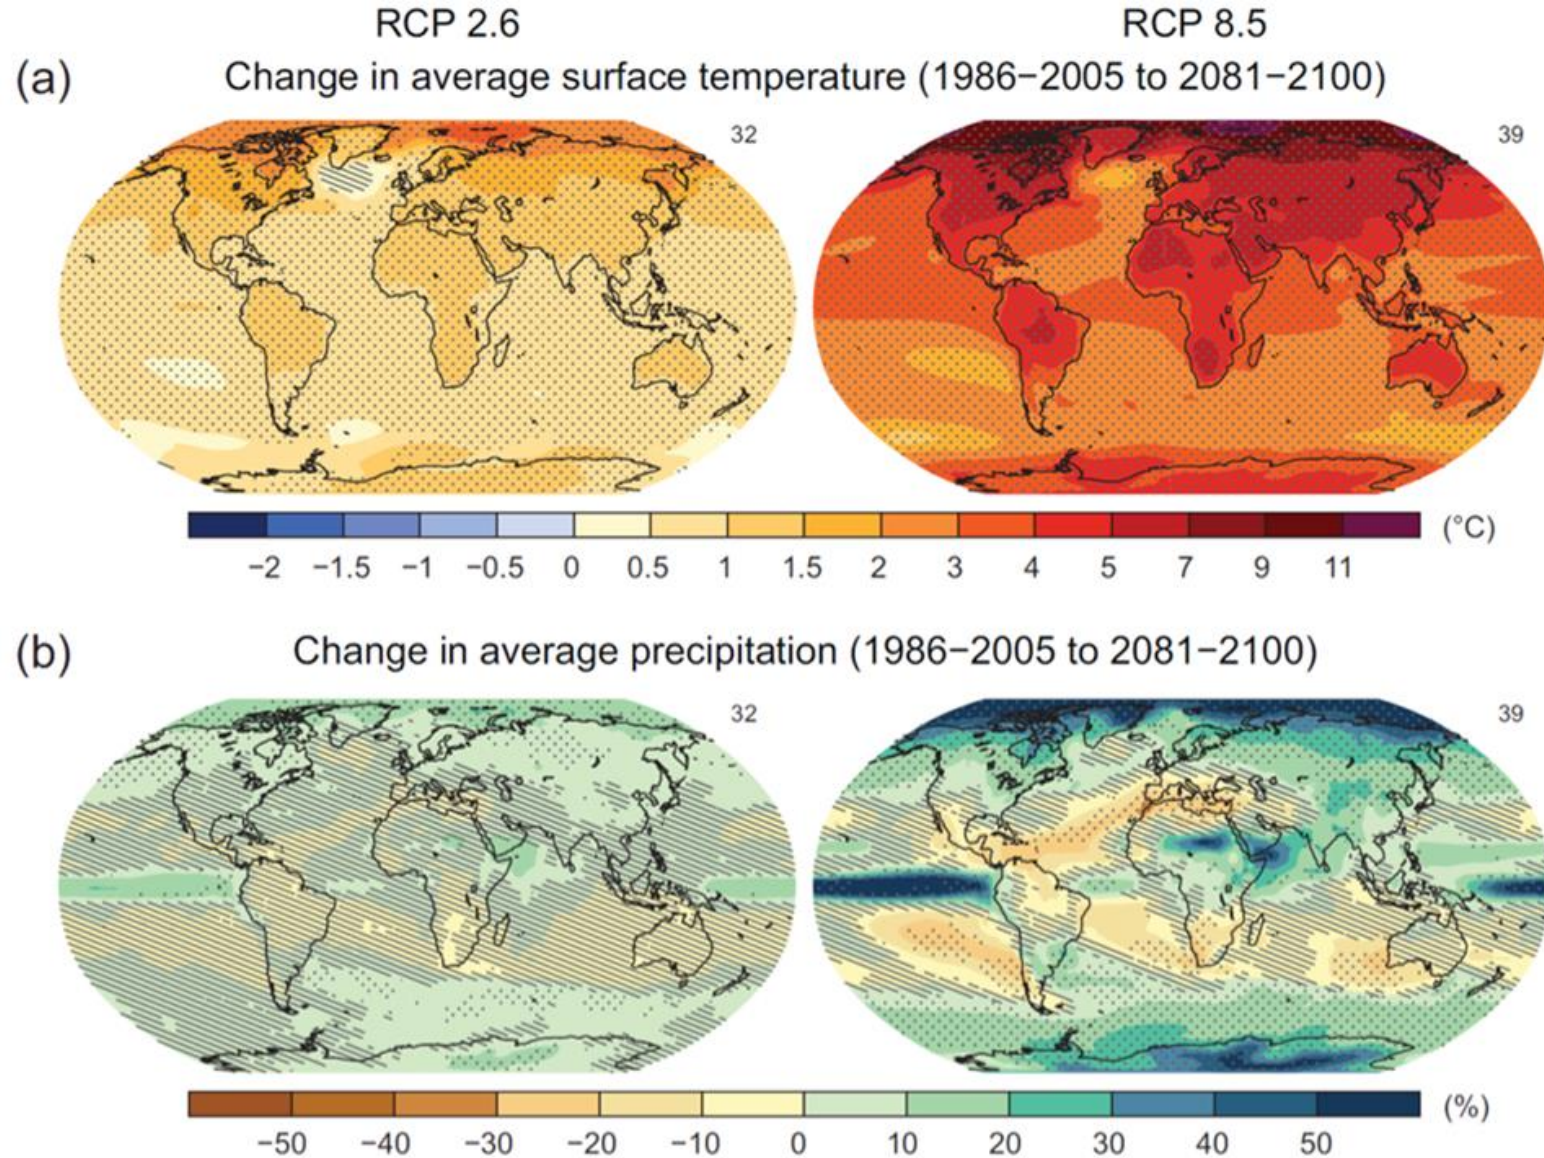 RCP 2.6 RCP 8.5
(a) Change in average surface temperature (1986−2005 to 2081−2100)
32 39
(°C)
−2 −1.5 −1 −0.5 0 0.5 1 1.5 2 3 4 5 7 9 11
(b) Change in average precipitation (1986−2005 to 2081−2100)
32 39
(%)
−50 −40 −30 −20 −10 0 10 20 30 40 50